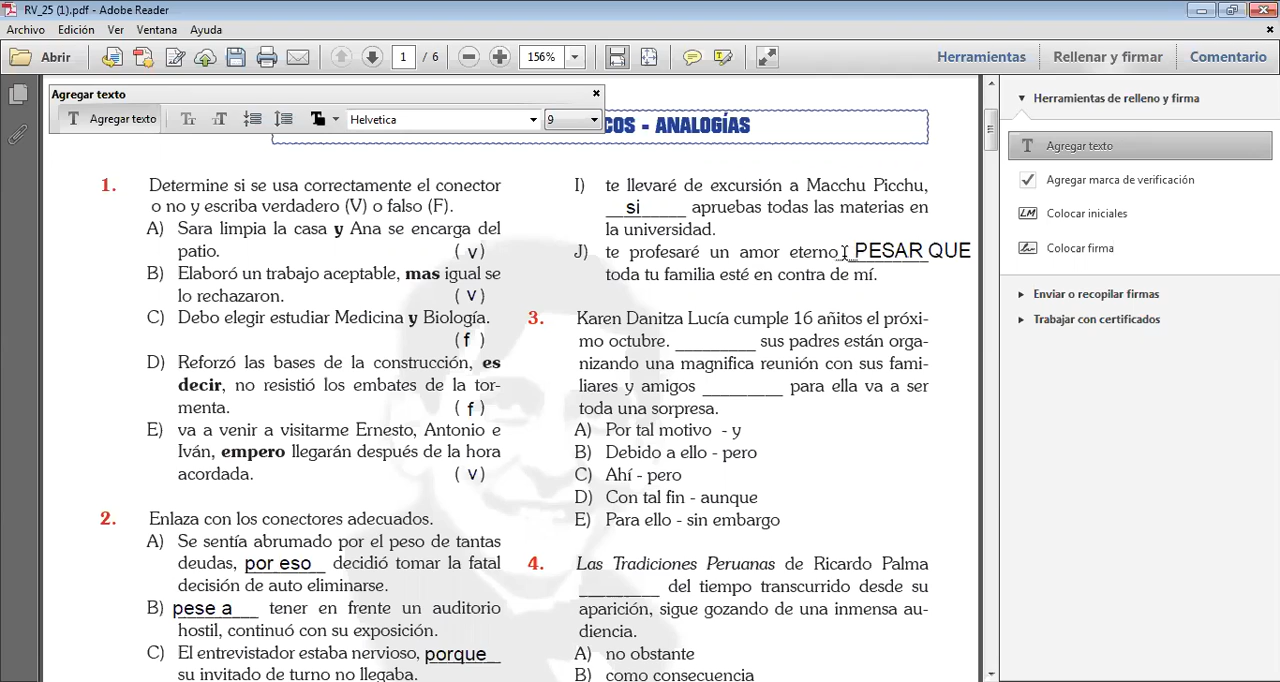 RV_25 (1).pdf - Adobe Reader
Archivo Edición Ver Ventana Ayuda
Abrir 1 / 6 156% Herramientas Rellenar y firmar Comentario
Agregar texto
Agregar texto Helvetica 9
COS - ANALOGÍAS
1. Determine si se usa correctamente el conector
o no y escriba verdadero (V) o falso (F).
A) Sara limpia la casa y Ana se encarga del
patio. ( v )
B) Elaboró un trabajo aceptable, mas igual se
lo rechazaron. ( V )
C) Debo elegir estudiar Medicina y Biología.
( f )
D) Reforzó las bases de la construcción, es
decir, no resistió los embates de la tor-
menta. ( f )
E) va a venir a visitarme Ernesto, Antonio e
Iván, empero llegarán después de la hora
acordada. ( v )
2. Enlaza con los conectores adecuados.
A) Se sentía abrumado por el peso de tantas
deudas, por eso decidió tomar la fatal
decisión de auto eliminarse.
B) pese a tener en frente un auditorio
hostil, continuó con su exposición.
C) El entrevistador estaba nervioso, porque
su invitado de turno no llegaba.
I) te llevaré de excursión a Macchu Picchu,
si apruebas todas las materias en
la universidad.
J) te profesaré un amor eterno PESAR QUE
toda tu familia esté en contra de mí.
3. Karen Danitza Lucía cumple 16 añitos el próxi-
mo octubre. _________ sus padres están orga-
nizando una magnifica reunión con sus fami-
liares y amigos _________ para ella va a ser
toda una sorpresa.
A) Por tal motivo - y
B) Debido a ello - pero
C) Ahí - pero
D) Con tal fin - aunque
E) Para ello - sin embargo
4. Las Tradiciones Peruanas de Ricardo Palma
_________ del tiempo transcurrido desde su
aparición, sigue gozando de una inmensa au-
diencia.
A) no obstante
B) como consecuencia
Herramientas de relleno y firma
Agregar texto
Agregar marca de verificación
Colocar iniciales
Colocar firma
Enviar o recopilar firmas
Trabajar con certificados